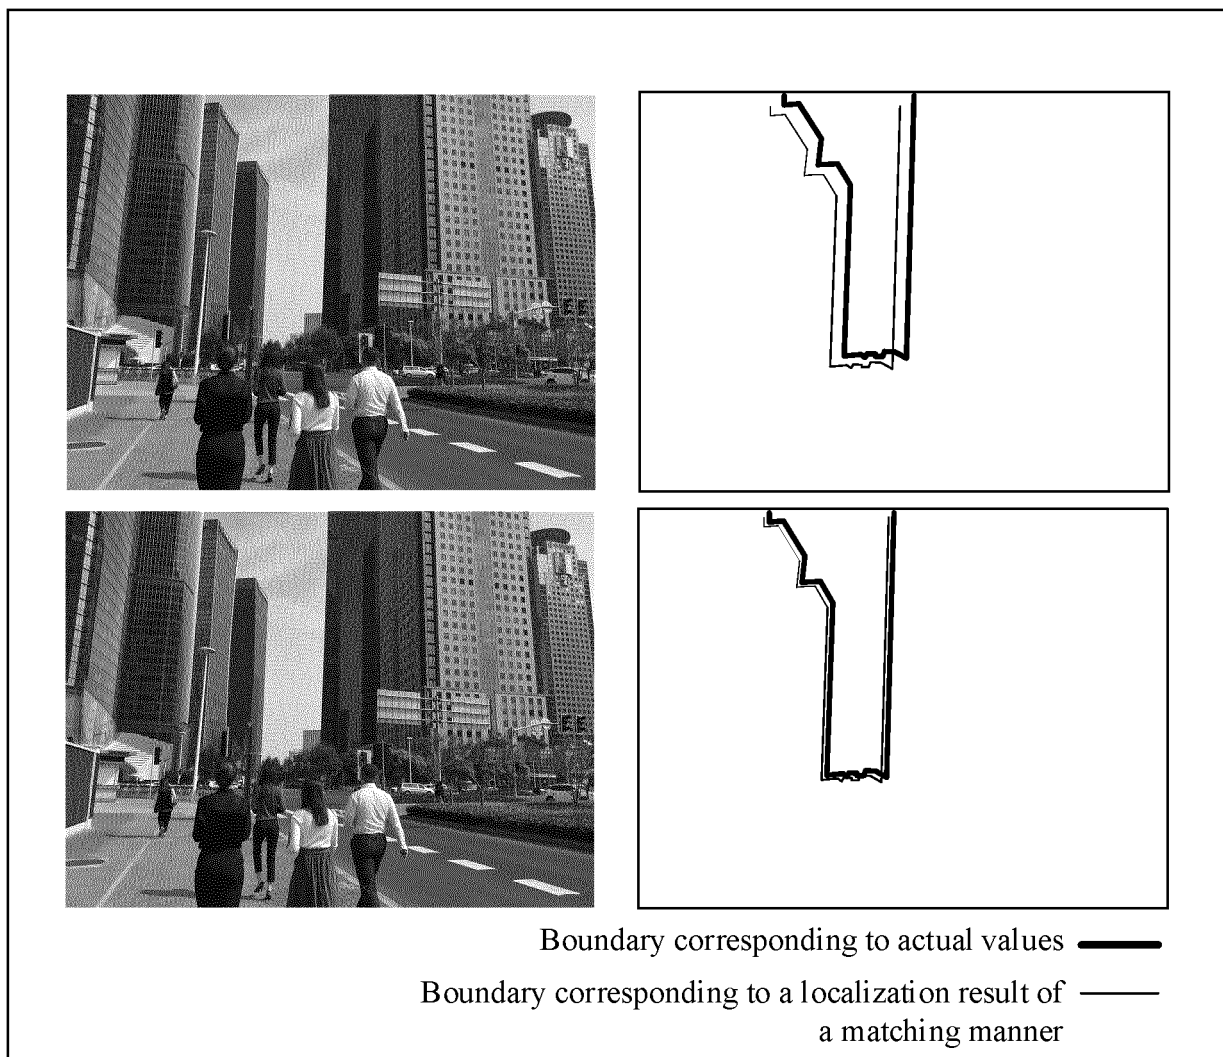 Boundary corresponding to actual values
Boundary corresponding to a localization result of
a matching manner